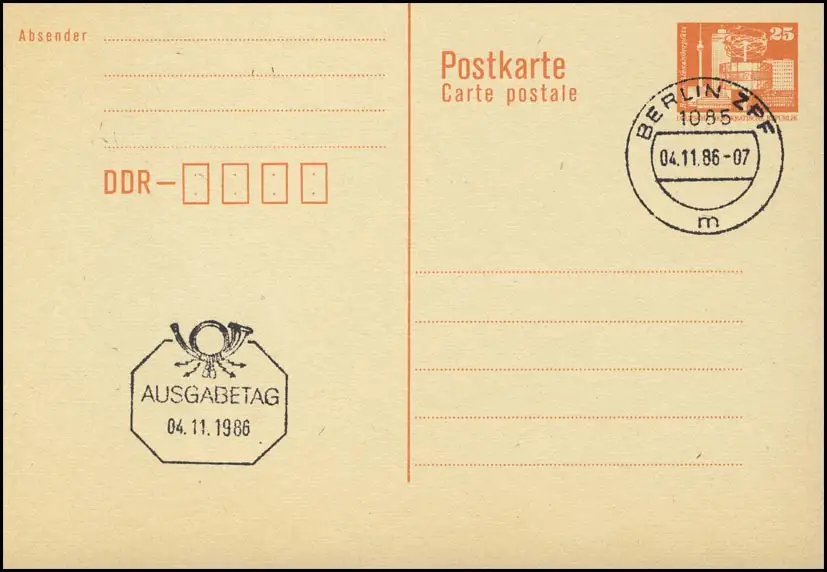 Absender
DDR–
Postkarte
Carte postale
25
BERLIN ZPF
1085
04.11.86-07
m
AUSGABETAG
04.11.1986